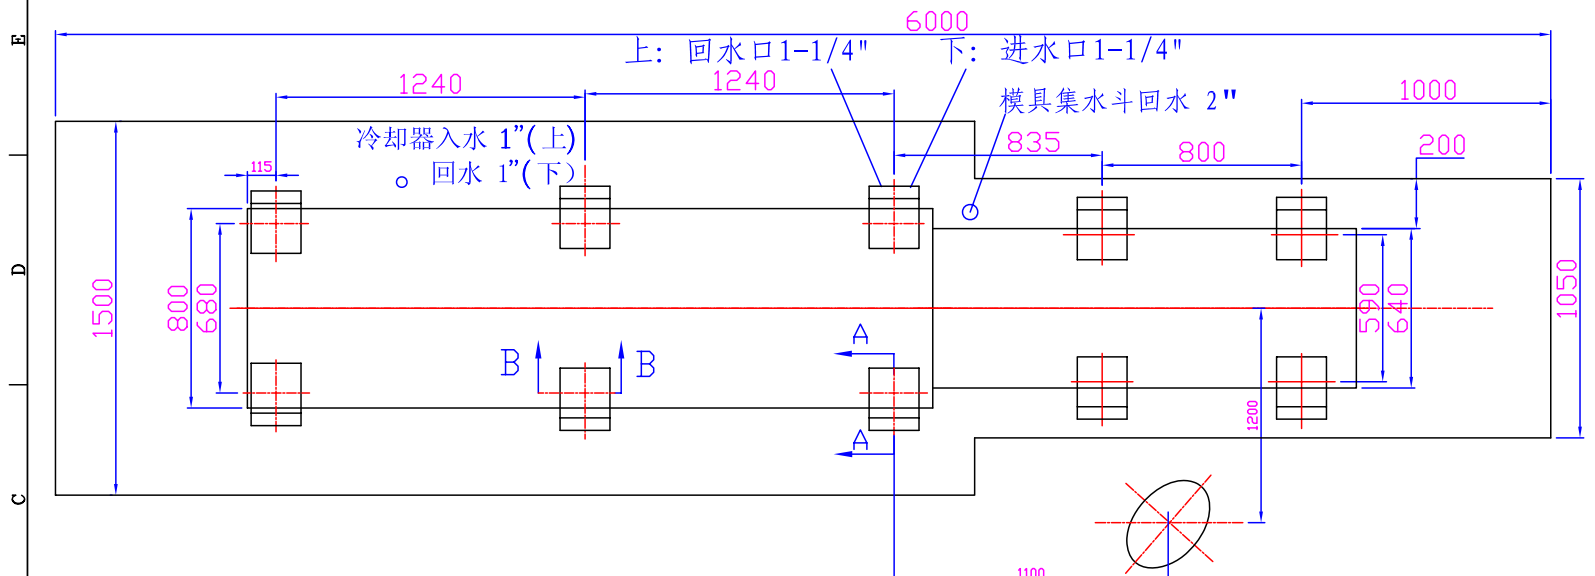 E
6000
上: 回水口1-1/4"
下: 进水口1-1/4"
1240
1240
1000
模具集水斗回水 2"
冷却器入水 1”(上)
835
800
200
115
回水 1”(下)
D
1500
800
680
590
640
1050
A
B
B
1200
A
C
1100